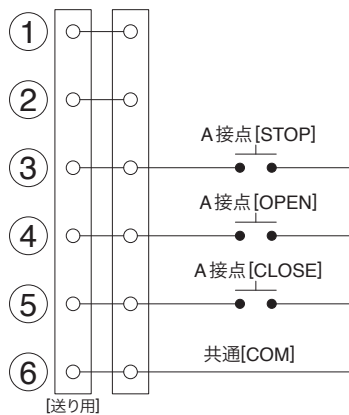 ①
②
A接点[STOP]
③
A接点[OPEN]
④
A接点[CLOSE]
⑤
共通[COM]
⑥
[送り用]